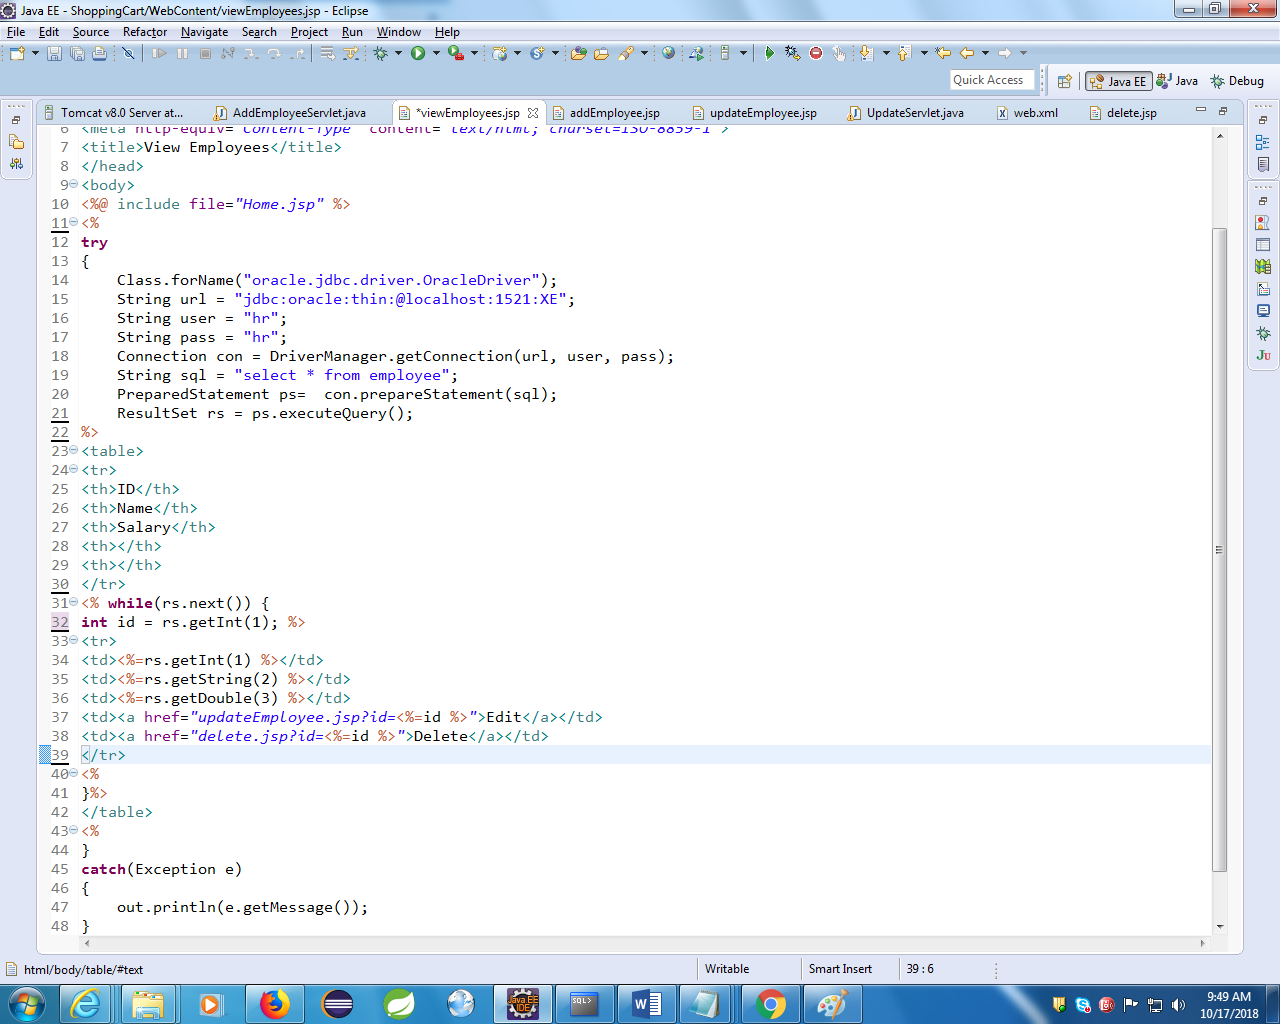 Java EE - ShoppingCart/WebContent/viewEmployees.jsp - Eclipse
File Edit Source Refactor Navigate Search Project Run Window Help
Quick Access
Java EE Java Debug
Tomcat v8.0 Server at... AddEmployeeServlet.java *viewEmployees.jsp addEmployee.jsp updateEmployee.jsp UpdateServlet.java web.xml delete.jsp
6 <meta http-equiv="Content-Type" content="text/html; charset=ISO-8859-1">
7 <title>View Employees</title>
8 </head>
9 <body>
10 <%@ include file="Home.jsp" %>
11 <%
12 try
13 {
14 Class.forName("oracle.jdbc.driver.OracleDriver");
15 String url = "jdbc:oracle:thin:@localhost:1521:XE";
16 String user = "hr";
17 String pass = "hr";
18 Connection con = DriverManager.getConnection(url, user, pass);
19 String sql = "select * from employee";
20 PreparedStatement ps=  con.prepareStatement(sql);
21 ResultSet rs = ps.executeQuery();
22 %>
23 <table>
24 <tr>
25 <th>ID</th>
26 <th>Name</th>
27 <th>Salary</th>
28 <th></th>
29 <th></th>
30 </tr>
31 <% while(rs.next()) {
32 int id = rs.getInt(1); %>
33 <tr>
34 <td><%=rs.getInt(1) %></td>
35 <td><%=rs.getString(2) %></td>
36 <td><%=rs.getDouble(3) %></td>
37 <td><a href="updateEmployee.jsp?id=<%=id %>">Edit</a></td>
38 <td><a href="delete.jsp?id=<%=id %>">Delete</a></td>
39 </tr>
40 <%
41 }%>
42 </table>
43 <%
44 }
45 catch(Exception e)
46 {
47 out.println(e.getMessage());
48 }
html/body/table/#text Writable Smart Insert 39 : 6
Java EE IDE SQL>
9:49 AM
10/17/2018